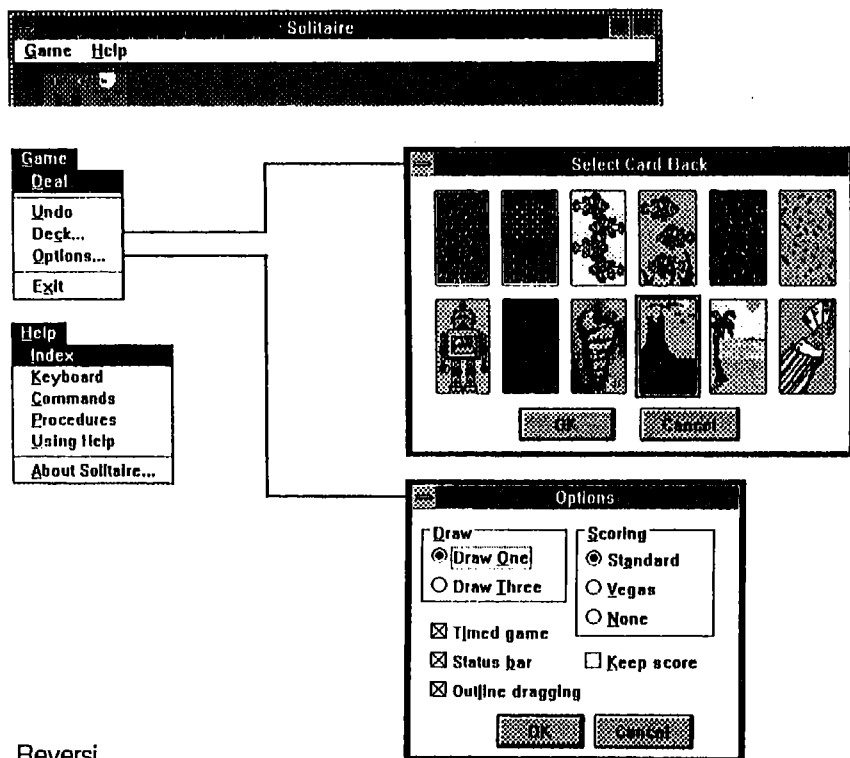 Solitaire
Game Help
Game
Deal
Undo
Deck...
Options...
Exit
Help
Index
Keyboard
Commands
Procedures
Using Help
About Solitaire...
Select Card Back
OK Cancel
Options
Draw
Draw One
Draw Three
Scoring
Standard
Vegas
None
Timed game
Status bar
Keep score
Outline dragging
OK Cancel
Reversi